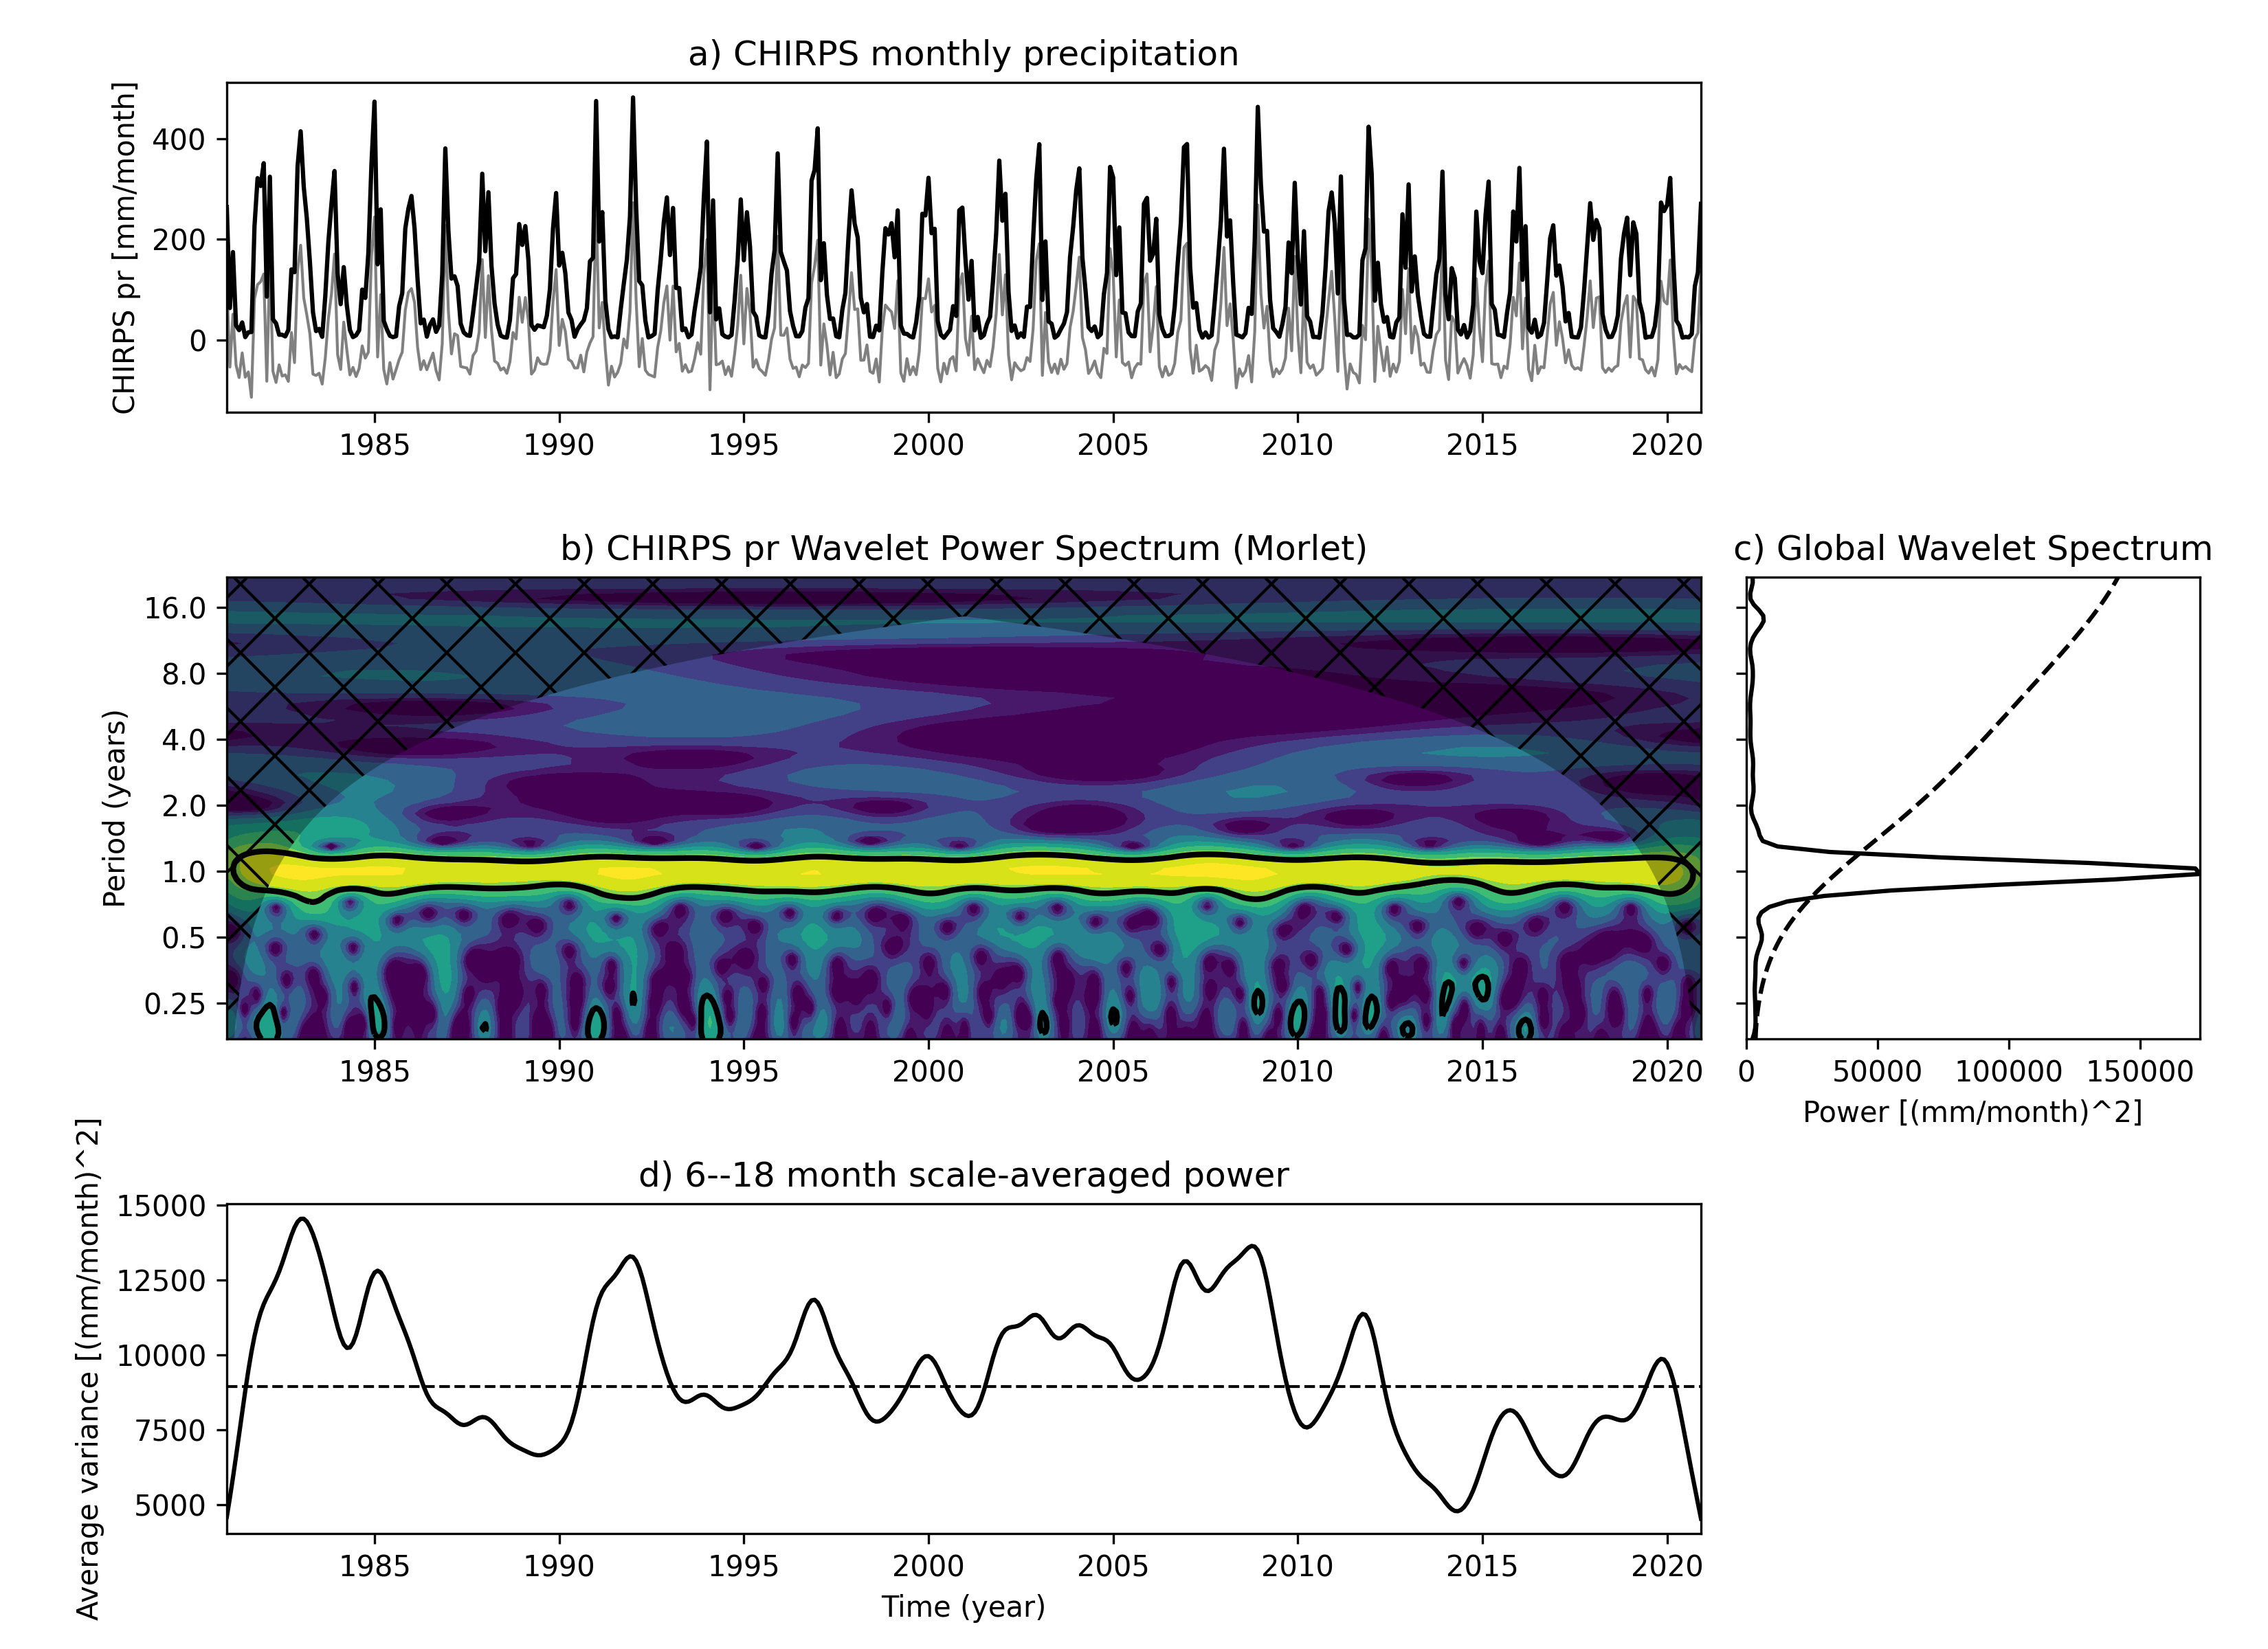 a) CHIRPS monthly precipitation
CHIRPS pr [mm/month]
400
200
0
1985 1990 1995 2000 2005 2010 2015 2020
b) CHIRPS pr Wavelet Power Spectrum (Morlet)
c) Global Wavelet Spectrum
Period (years)
16.0
8.0
4.0
2.0
1.0
0.5
0.25
1985 1990 1995 2000 2005 2010 2015 2020
0 50000 100000 150000
Power [(mm/month)^2]
d) 6--18 month scale-averaged power
Average variance [(mm/month)^2]
15000
12500
10000
7500
5000
1985 1990 1995 2000 2005 2010 2015 2020
Time (year)